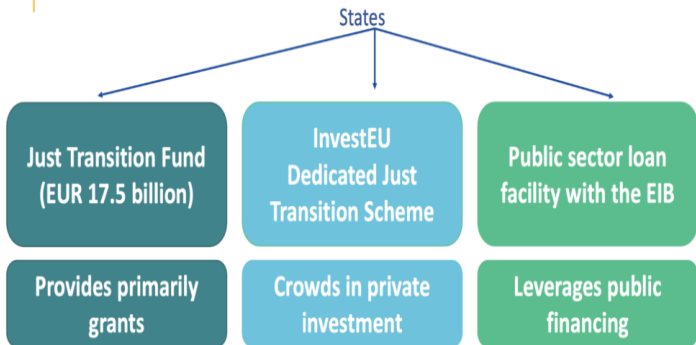 States
Just Transition Fund
(EUR 17.5 billion)
InvestEU
Dedicated Just
Transition Scheme
Public sector loan
facility with the EIB
Provides primarily
grants
Crowds in private
investment
Leverages public
financing